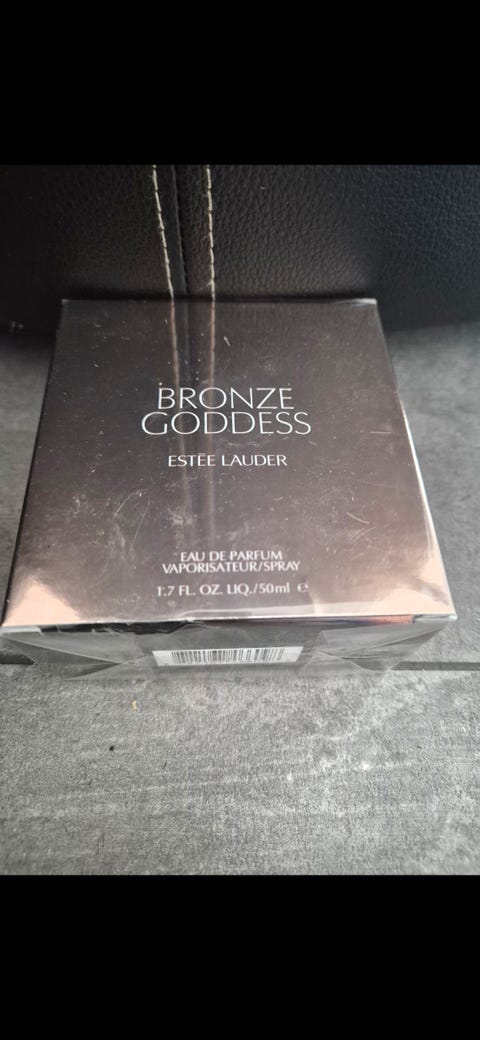 BRONZE
GODDESS
ESTĒE LAUDER
EAU DE PARFUM
VAPORISATEUR/SPRAY
1.7 FL. OZ. LIQ./50ml ℮